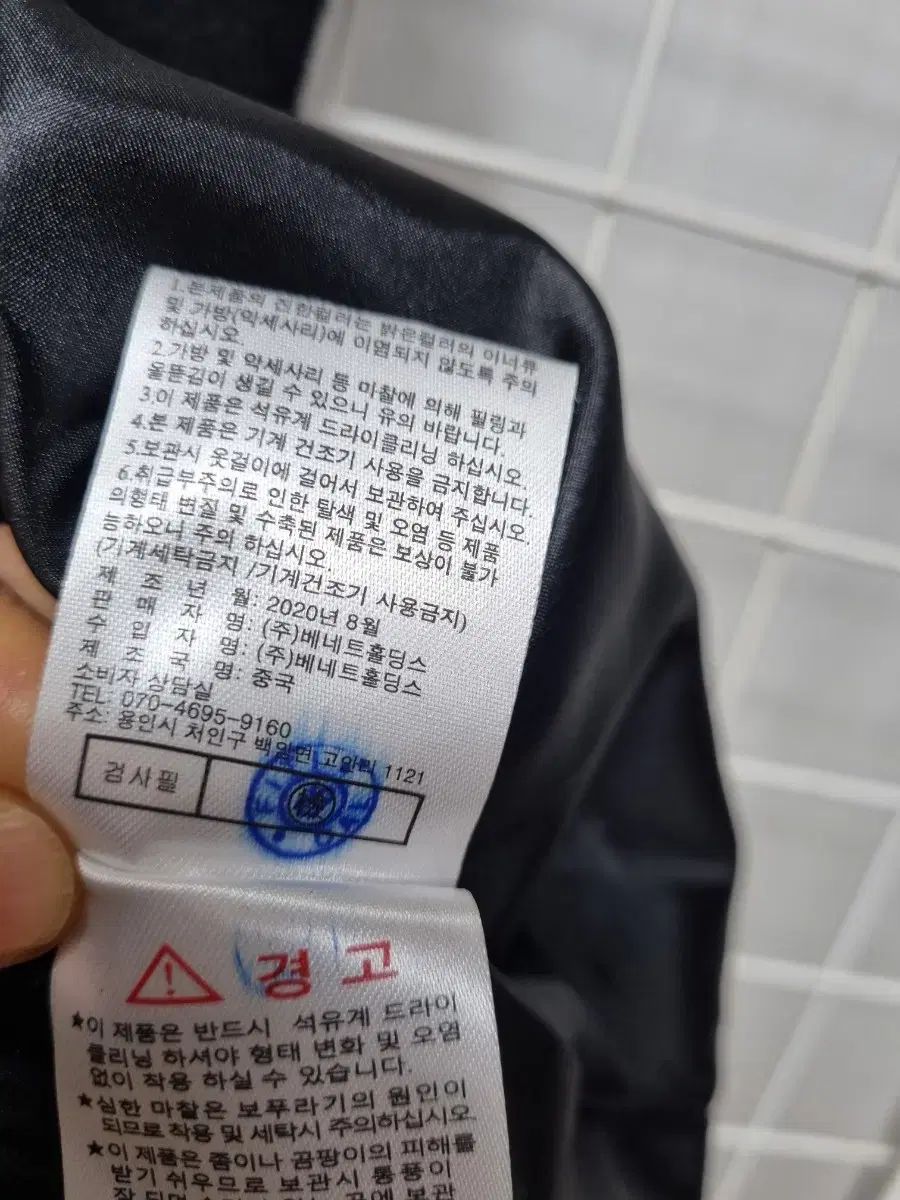 1.본제품의 진한컬러는 밝은컬러의 이너류
및 가방(악세사리)에 이염되지 않도록 주의
하십시오.
2.가방 및 악세사리 등 마찰에 의해 필링과
올뜯김이 생길 수 있으니 유의 바랍니다.
3.이 제품은 석유계 드라이클리닝 하십시오.
4.본 제품은 기계 건조기 사용을 금지합니다.
5.보관시 옷걸이에 걸어서 보관하여 주십시오.
6.취급부주의로 인한 탈색 및 오염 등 제품
의형태 변질 및 수축된 제품은 보상이 불가
능하오니 주의 하십시오.
(기계세탁금지 /기계건조기 사용금지)
제 조 년 월: 2020년 8월
판 매 자 명: (주)베네트홀딩스
수 입 자 명: (주)베네트홀딩스
제 조 국 명: 중국
소비자 상담실
TEL: 070-4695-9160
주소: 용인시 처인구 백암면 고안리 1121
검사필
경 고
★이 제품은 반드시 석유계 드라이
클리닝 하셔야 형태 변화 및 오염
없이 착용 하실 수 있습니다.
★심한 마찰은 보푸라기의 원인이
되므로 착용 및 세탁시 주의하십시오
★이 제품은 좀이나 곰팡이의 피해를
받기 쉬우므로 보관시 통풍이
잘 되면 곳에 보관